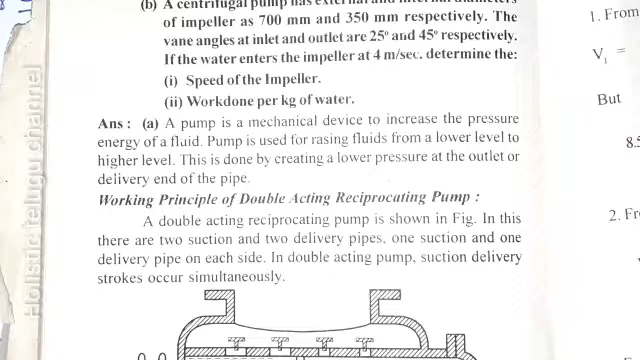 (b) A centrifugal pump has external and internal diameters
of impeller as 700 mm and 350 mm respectively. The
vane angles at inlet and outlet are 25° and 45° respectively.
If the water enters the impeller at 4 m/sec. determine the:
(i) Speed of the Impeller.
(ii) Workdone per kg of water.
Ans : (a) A pump is a mechanical device to increase the pressure
energy of a fluid. Pump is used for rasing fluids from a lower level to
higher level. This is done by creating a lower pressure at the outlet or
delivery end of the pipe.
Working Principle of Double Acting Reciprocating Pump :
A double acting reciprocating pump is shown in Fig. In this
there are two suction and two delivery pipes, one suction and one
delivery pipe on each side. In double acting pump, suction delivery
strokes occur simultaneously.
1. From
V₁ =
But
8.5
2. Fr
Holistic telugu channel